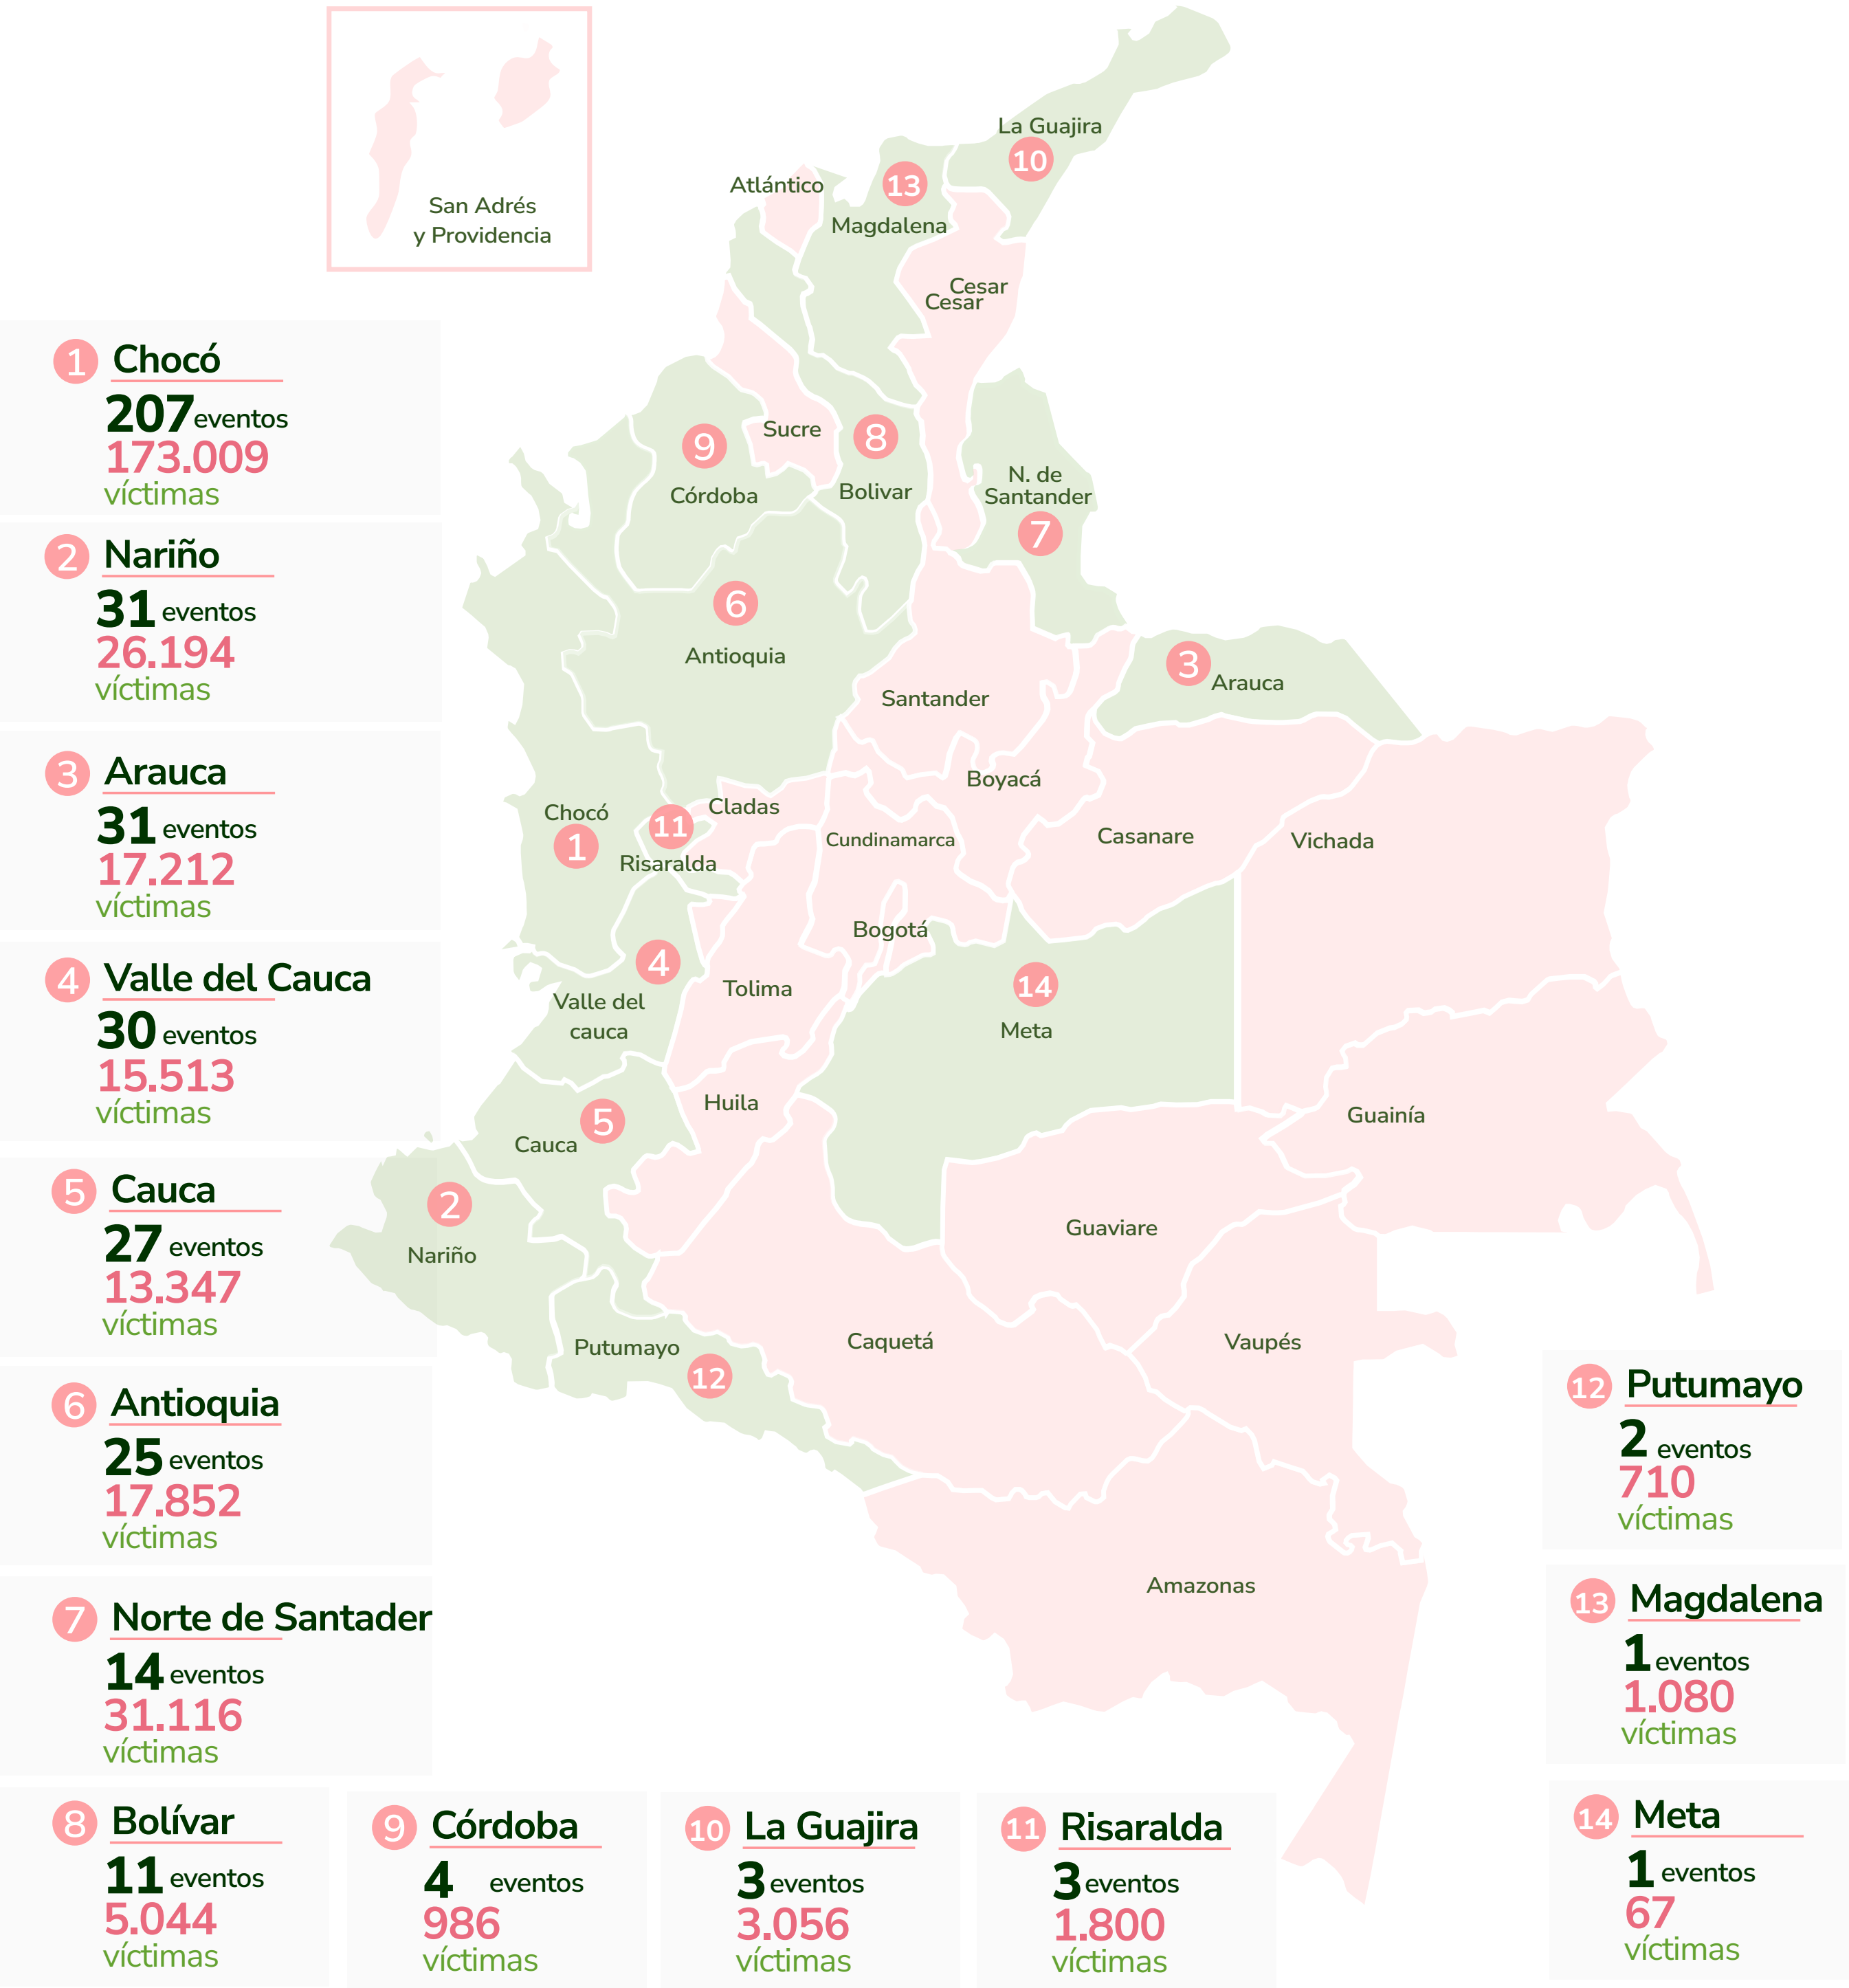 San Adrés
y Providencia
La Guajira
10
Atlántico
13
Magdalena
Cesar
Cesar
Sucre
8
9
Córdoba
Bolivar
N. de
Santander
7
6
Antioquia
3
Arauca
Santander
Boyacá
Cladas
Chocó
1
11
Risaralda
Cundinamarca
Casanare
Vichada
Bogotá
4
Valle del
cauca
Tolima
14
Meta
Huila
5
Cauca
Guainía
2
Nariño
Guaviare
Putumayo
12
Caquetá
Vaupés
Amazonas
1 Chocó
207 eventos
173.009
víctimas
2 Nariño
31 eventos
26.194
víctimas
3 Arauca
31 eventos
17.212
víctimas
4 Valle del Cauca
30 eventos
15.513
víctimas
5 Cauca
27 eventos
13.347
víctimas
6 Antioquia
25 eventos
17.852
víctimas
7 Norte de Santader
14 eventos
31.116
víctimas
8 Bolívar
11 eventos
5.044
víctimas
9 Córdoba
4 eventos
986
víctimas
10 La Guajira
3 eventos
3.056
víctimas
11 Risaralda
3 eventos
1.800
víctimas
12 Putumayo
2 eventos
710
víctimas
13 Magdalena
1 eventos
1.080
víctimas
14 Meta
1 eventos
67
víctimas